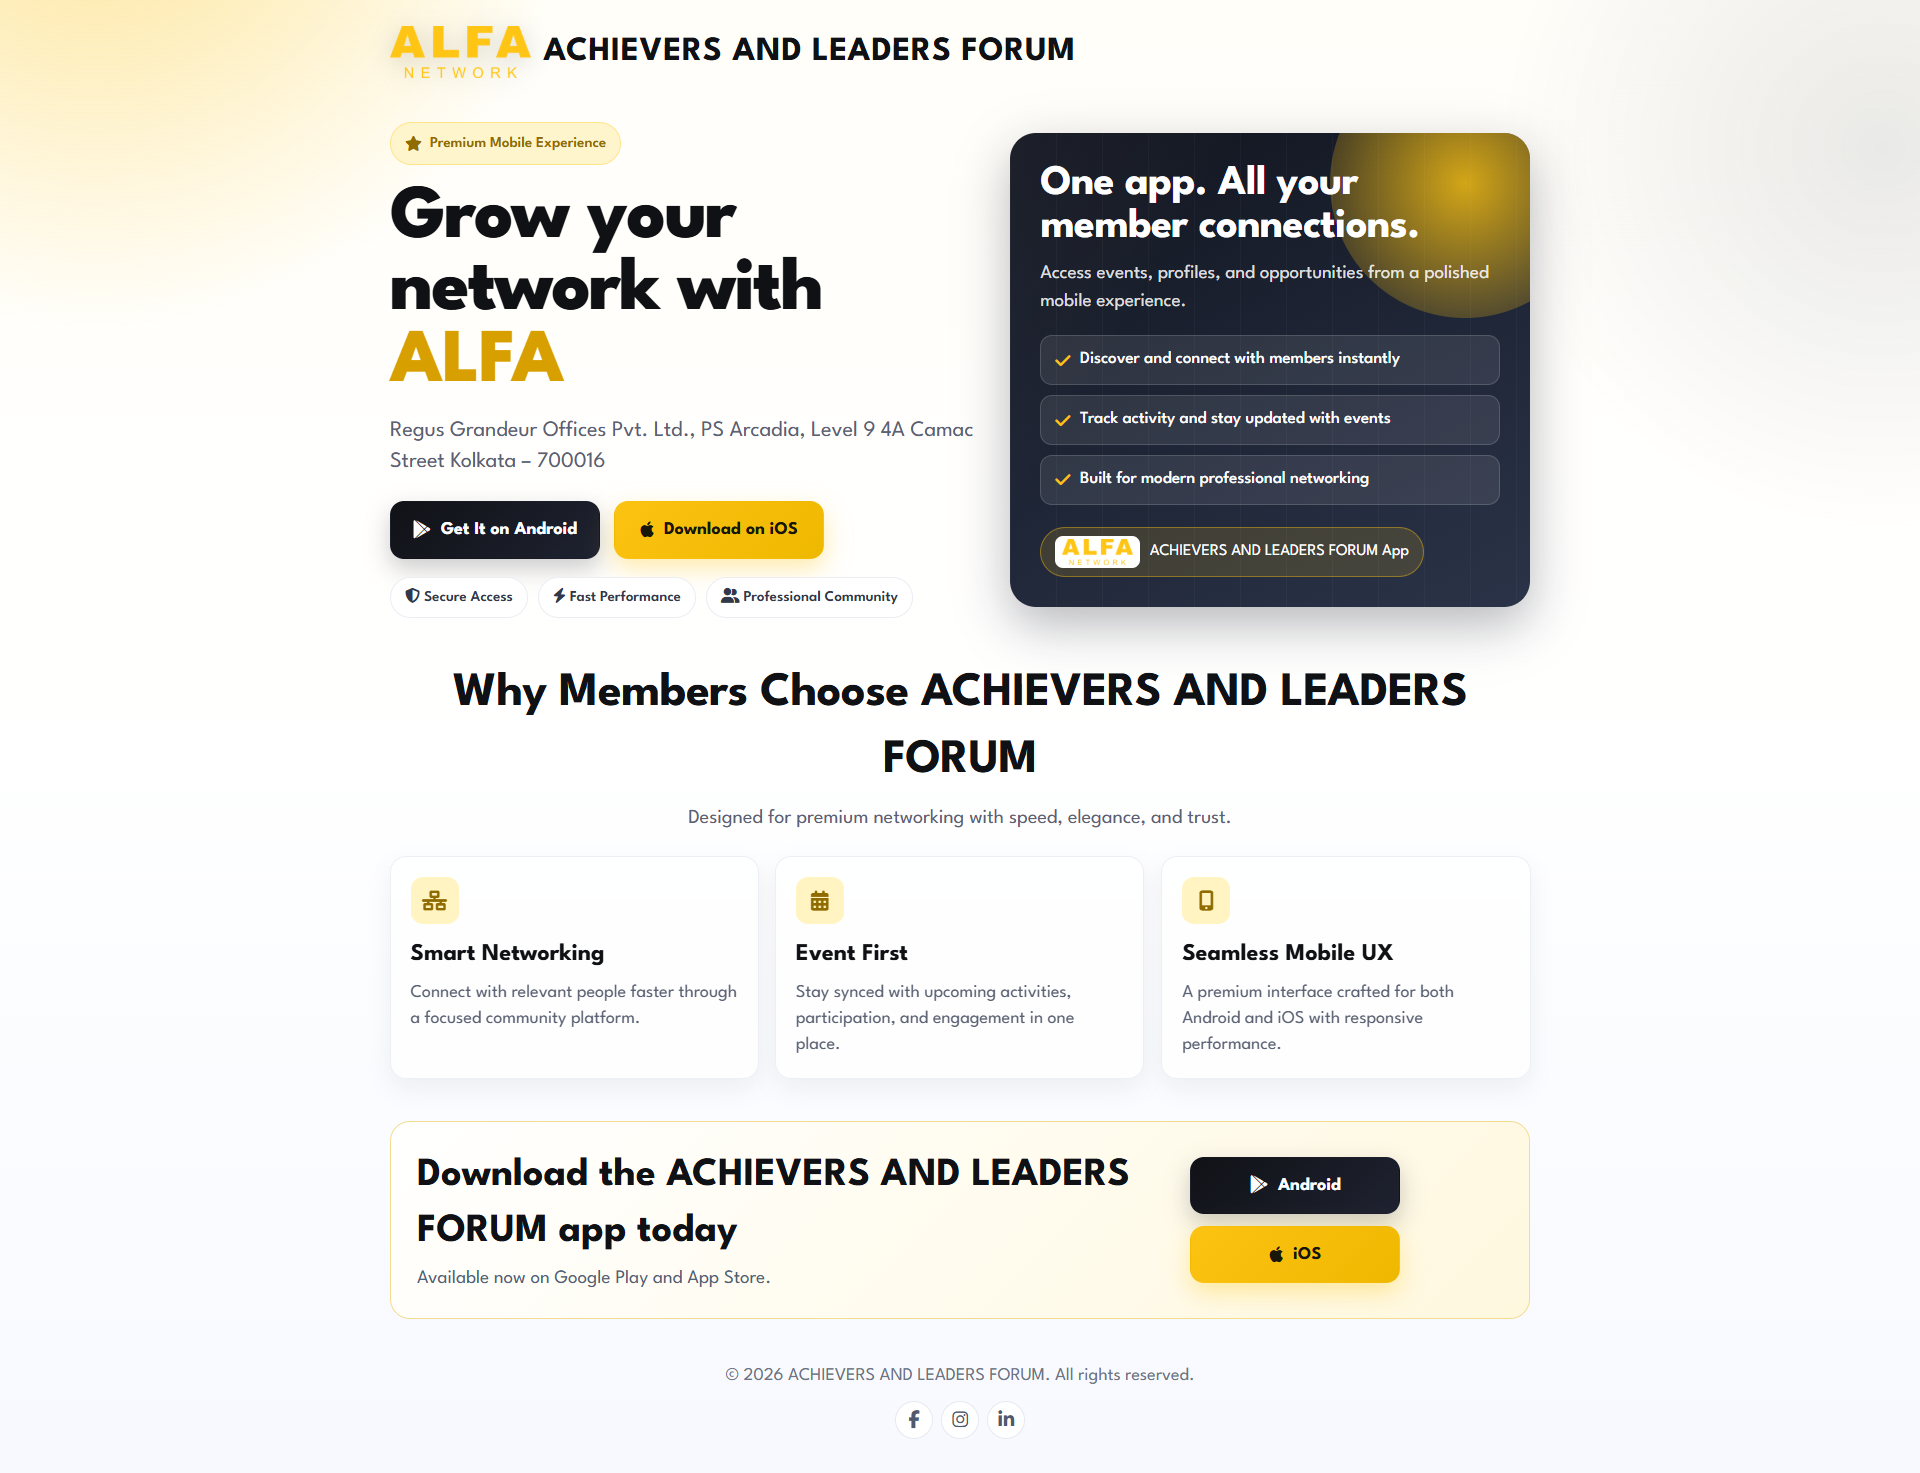 ALFA
NETWORK
ACHIEVERS AND LEADERS FORUM
Premium Mobile Experience
Grow your
network with
ALFA
Regus Grandeur Offices Pvt. Ltd., PS Arcadia, Level 9 4A Camac
Street Kolkata – 700016
Get It on Android
Download on iOS
Secure Access
Fast Performance
Professional Community
One app. All your
member connections.
Access events, profiles, and opportunities from a polished
mobile experience.
Discover and connect with members instantly
Track activity and stay updated with events
Built for modern professional networking
ALFA
NETWORK
ACHIEVERS AND LEADERS FORUM App
Why Members Choose ACHIEVERS AND LEADERS
FORUM
Designed for premium networking with speed, elegance, and trust.
Smart Networking
Connect with relevant people faster through
a focused community platform.
Event First
Stay synced with upcoming activities,
participation, and engagement in one
place.
Seamless Mobile UX
A premium interface crafted for both
Android and iOS with responsive
performance.
Download the ACHIEVERS AND LEADERS
FORUM app today
Available now on Google Play and App Store.
Android
iOS
© 2026 ACHIEVERS AND LEADERS FORUM. All rights reserved.